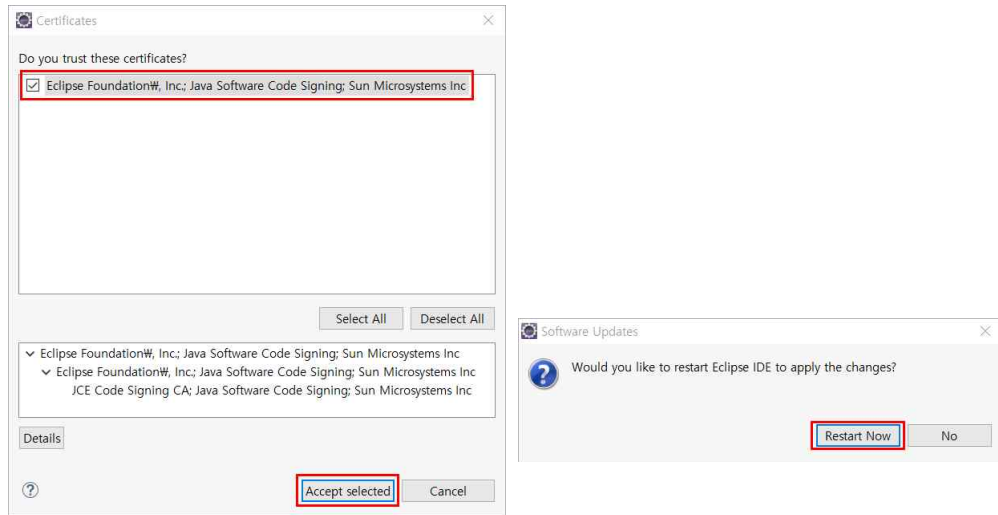 Certificates
Do you trust these certificates?
Eclipse Foundation₩, Inc.; Java Software Code Signing; Sun Microsystems Inc
Select All
Deselect All
Eclipse Foundation₩, Inc.; Java Software Code Signing; Sun Microsystems Inc
Eclipse Foundation₩, Inc.; Java Software Code Signing; Sun Microsystems Inc
JCE Code Signing CA; Java Software Code Signing; Sun Microsystems Inc
Details
?
Accept selected
Cancel
Software Updates
?
Would you like to restart Eclipse IDE to apply the changes?
Restart Now
No